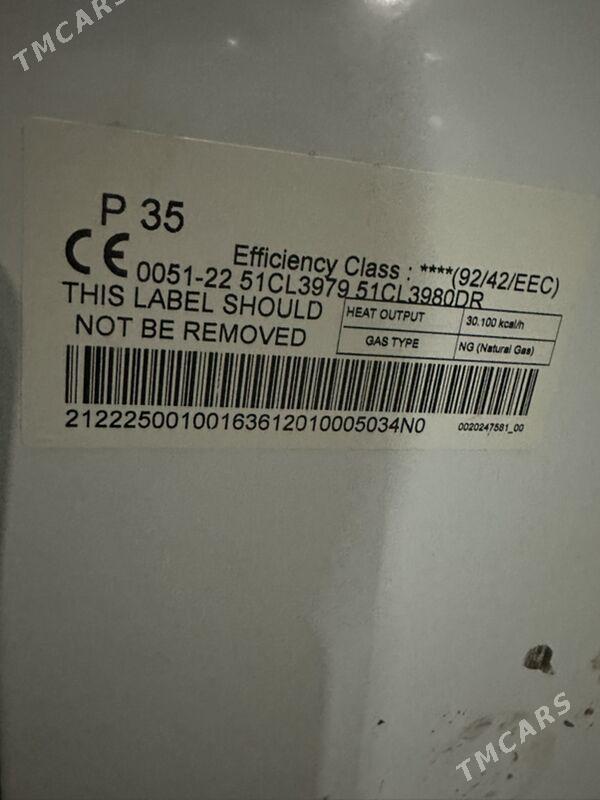 TMCARS
P 35
CE
Efficiency Class : ****(92/42/EEC)
0051-22 51CL3979 51CL3980DR
THIS LABEL SHOULD
NOT BE REMOVED
HEAT OUTPUT 30.100 kcal/h
GAS TYPE NG (Natural Gas)
21222500100163612010005034N0 0020247581_00
TMCARS